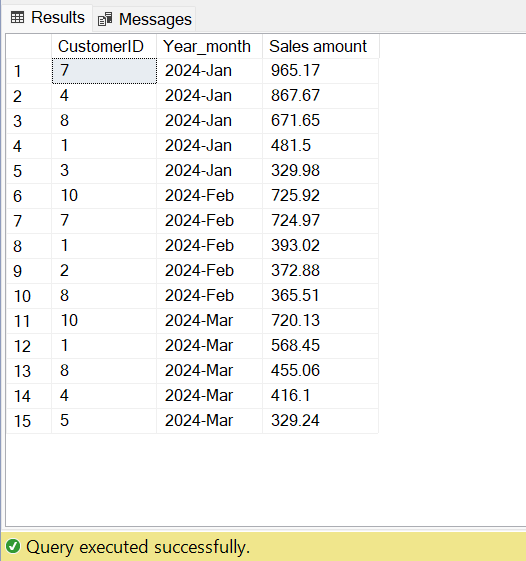 Results Messages
CustomerID Year_month Sales amount
1 7 2024-Jan 965.17
2 4 2024-Jan 867.67
3 8 2024-Jan 671.65
4 1 2024-Jan 481.5
5 3 2024-Jan 329.98
6 10 2024-Feb 725.92
7 7 2024-Feb 724.97
8 1 2024-Feb 393.02
9 2 2024-Feb 372.88
10 8 2024-Feb 365.51
11 10 2024-Mar 720.13
12 1 2024-Mar 568.45
13 8 2024-Mar 455.06
14 4 2024-Mar 416.1
15 5 2024-Mar 329.24
Query executed successfully.